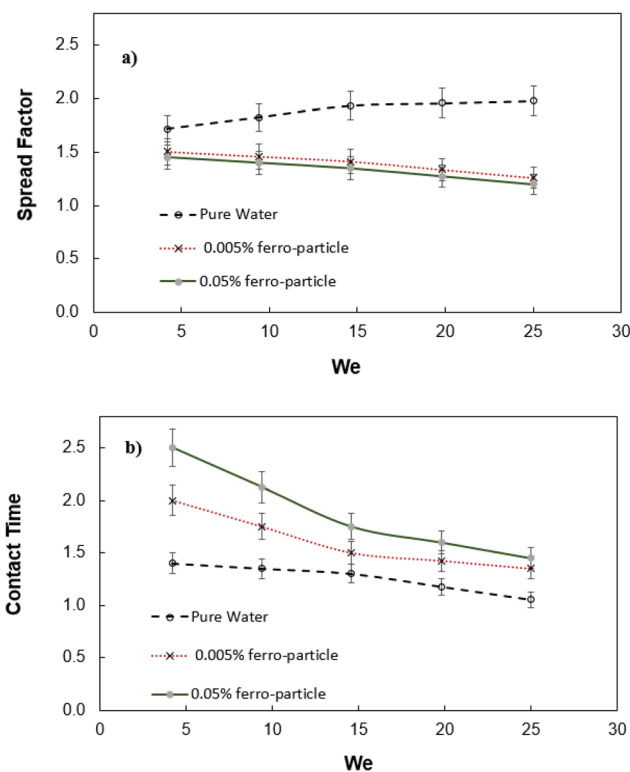 a)
2.5
2.0
1.5
1.0
0.5
0.0
Spread Factor
Pure Water
0.005% ferro-particle
0.05% ferro-particle
0 5 10 15 20 25 30
We
b)
2.5
2.0
1.5
1.0
0.5
0.0
Contact Time
Pure Water
0.005% ferro-particle
0.05% ferro-particle
0 5 10 15 20 25 30
We